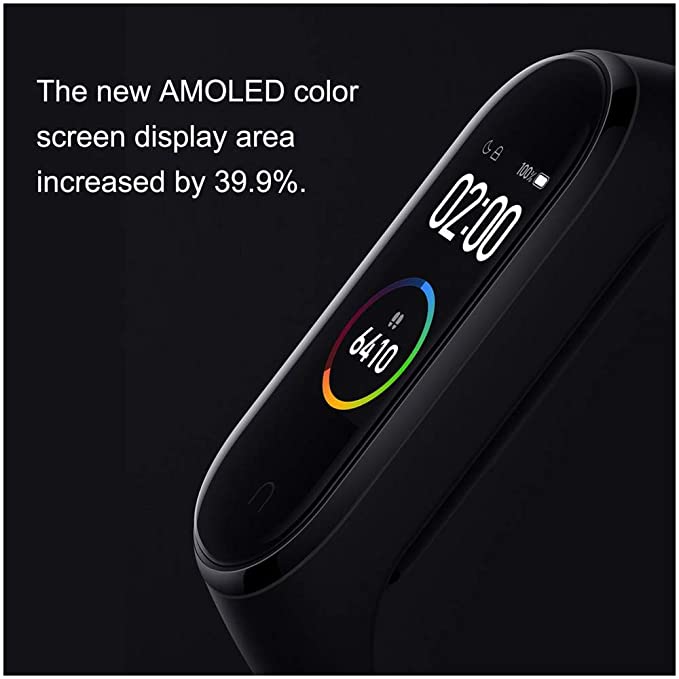 The new AMOLED color
screen display area
increased by 39.9%.
100%
02:00
6410